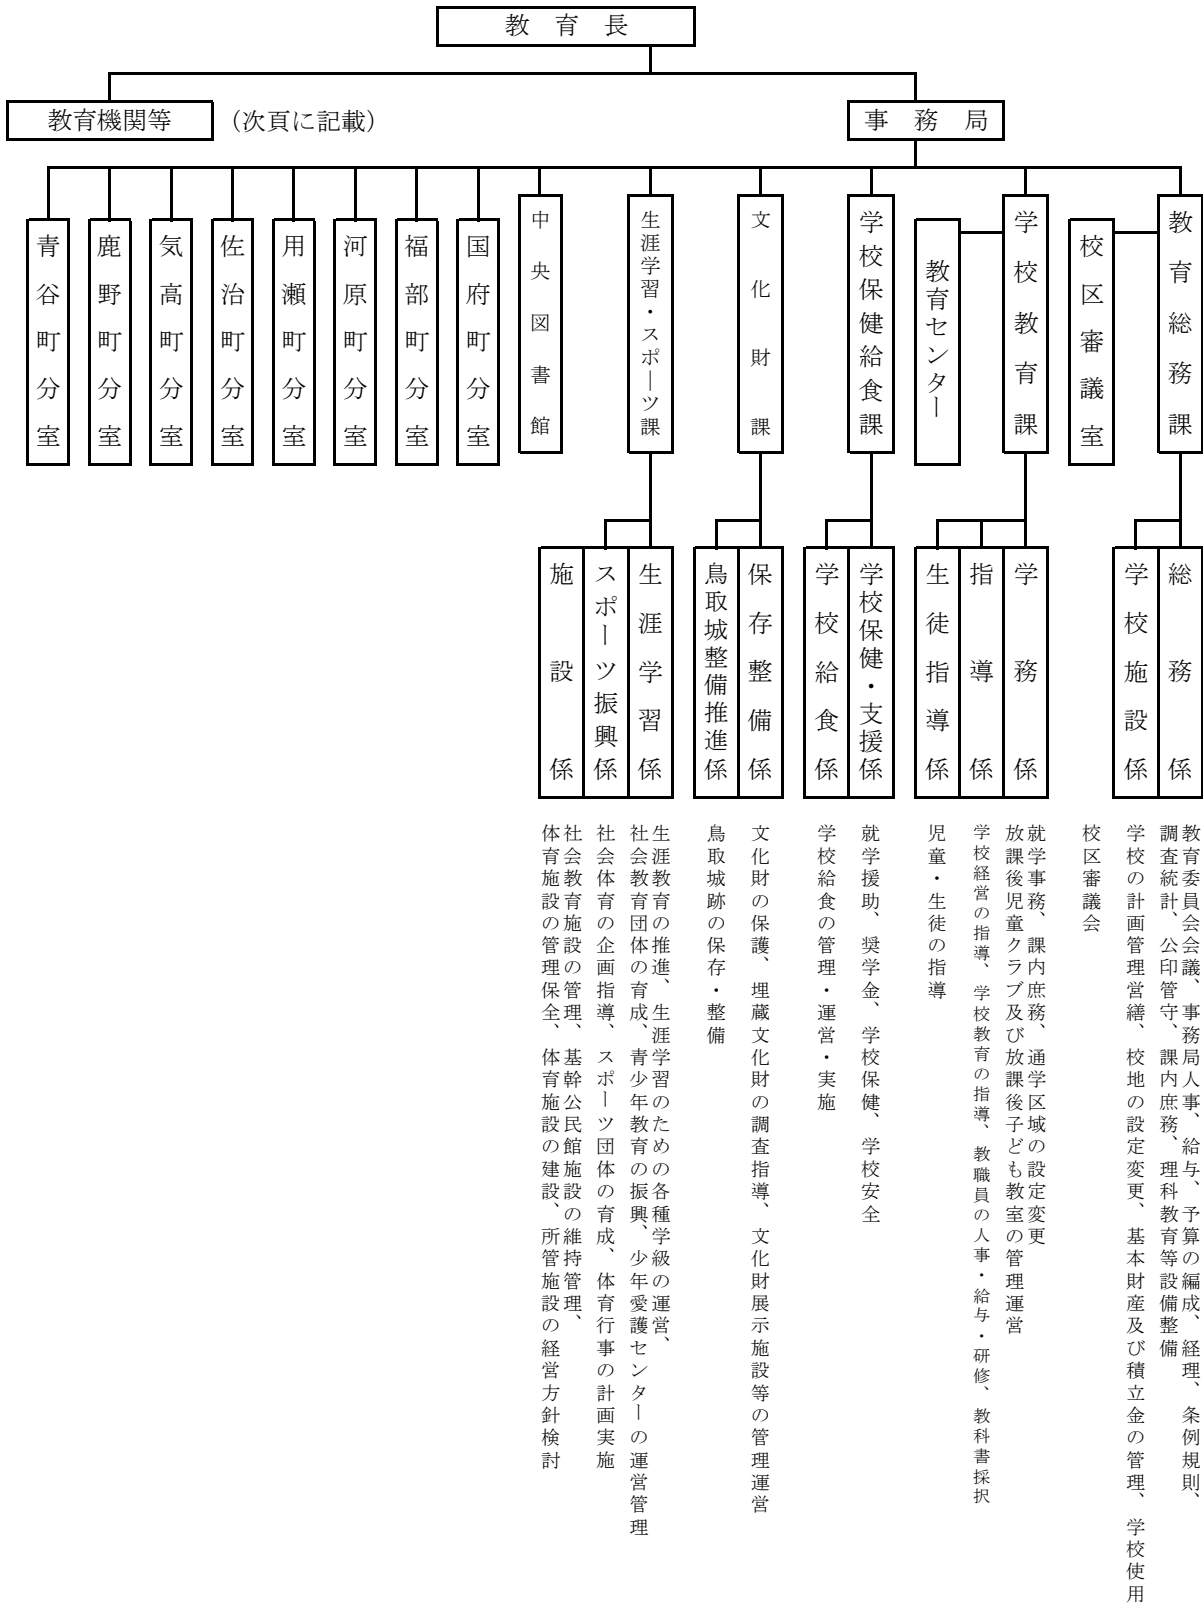 教育長
教育機関等
（次頁に記載）
事務局
教育総務課
校区審議室
学校教育課
教育センター
学校保健給食課
文化財課
生涯学習・スポーツ課
中央図書館
国府町分室
福部町分室
河原町分室
用瀬町分室
佐治町分室
気高町分室
鹿野町分室
青谷町分室
総務係
学校施設係
学務係
指導係
生徒指導係
学校保健・支援係
学校給食係
保存整備係
鳥取城整備推進係
生涯学習係
スポーツ振興係
施設係
教育委員会会議、事務局人事、給与、予算の編成、経理、条例規則、
調査統計、公印管守、課内庶務、理科教育等設備整備
学校の計画管理営繕、校地の設定変更、基本財産及び積立金の管理、学校使用
校区審議会
就学事務、課内庶務、通学区域の設定変更
放課後児童クラブ及び放課後子ども教室の管理運営
学校経営の指導、学校教育の指導、教職員の人事・給与・研修、教科書採択
児童・生徒の指導
就学援助、奨学金、学校保健、学校安全
学校給食の管理・運営・実施
文化財の保護、埋蔵文化財の調査指導、文化財展示施設等の管理運営
鳥取城跡の保存・整備
生涯教育の推進、生涯学習のための各種学級の運営、
社会教育団体の育成、青少年教育の振興、少年愛護センターの運営管理
社会体育の企画指導、スポーツ団体の育成、体育行事の計画実施
社会教育施設の管理、基幹公民館施設の維持管理、
体育施設の管理保全、体育施設の建設、所管施設の経営方針検討